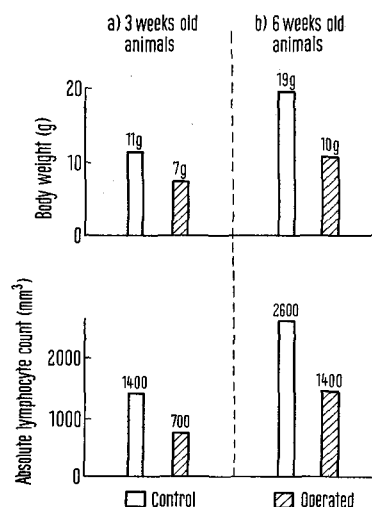 a) 3 weeks old
animals
b) 6 weeks old
animals
Body weight (g)
20
10
0
11g
7g
19g
10g
Absolute lymphocyte count (mm³)
2000
1000
0
1400
700
2600
1400
Control
Operated